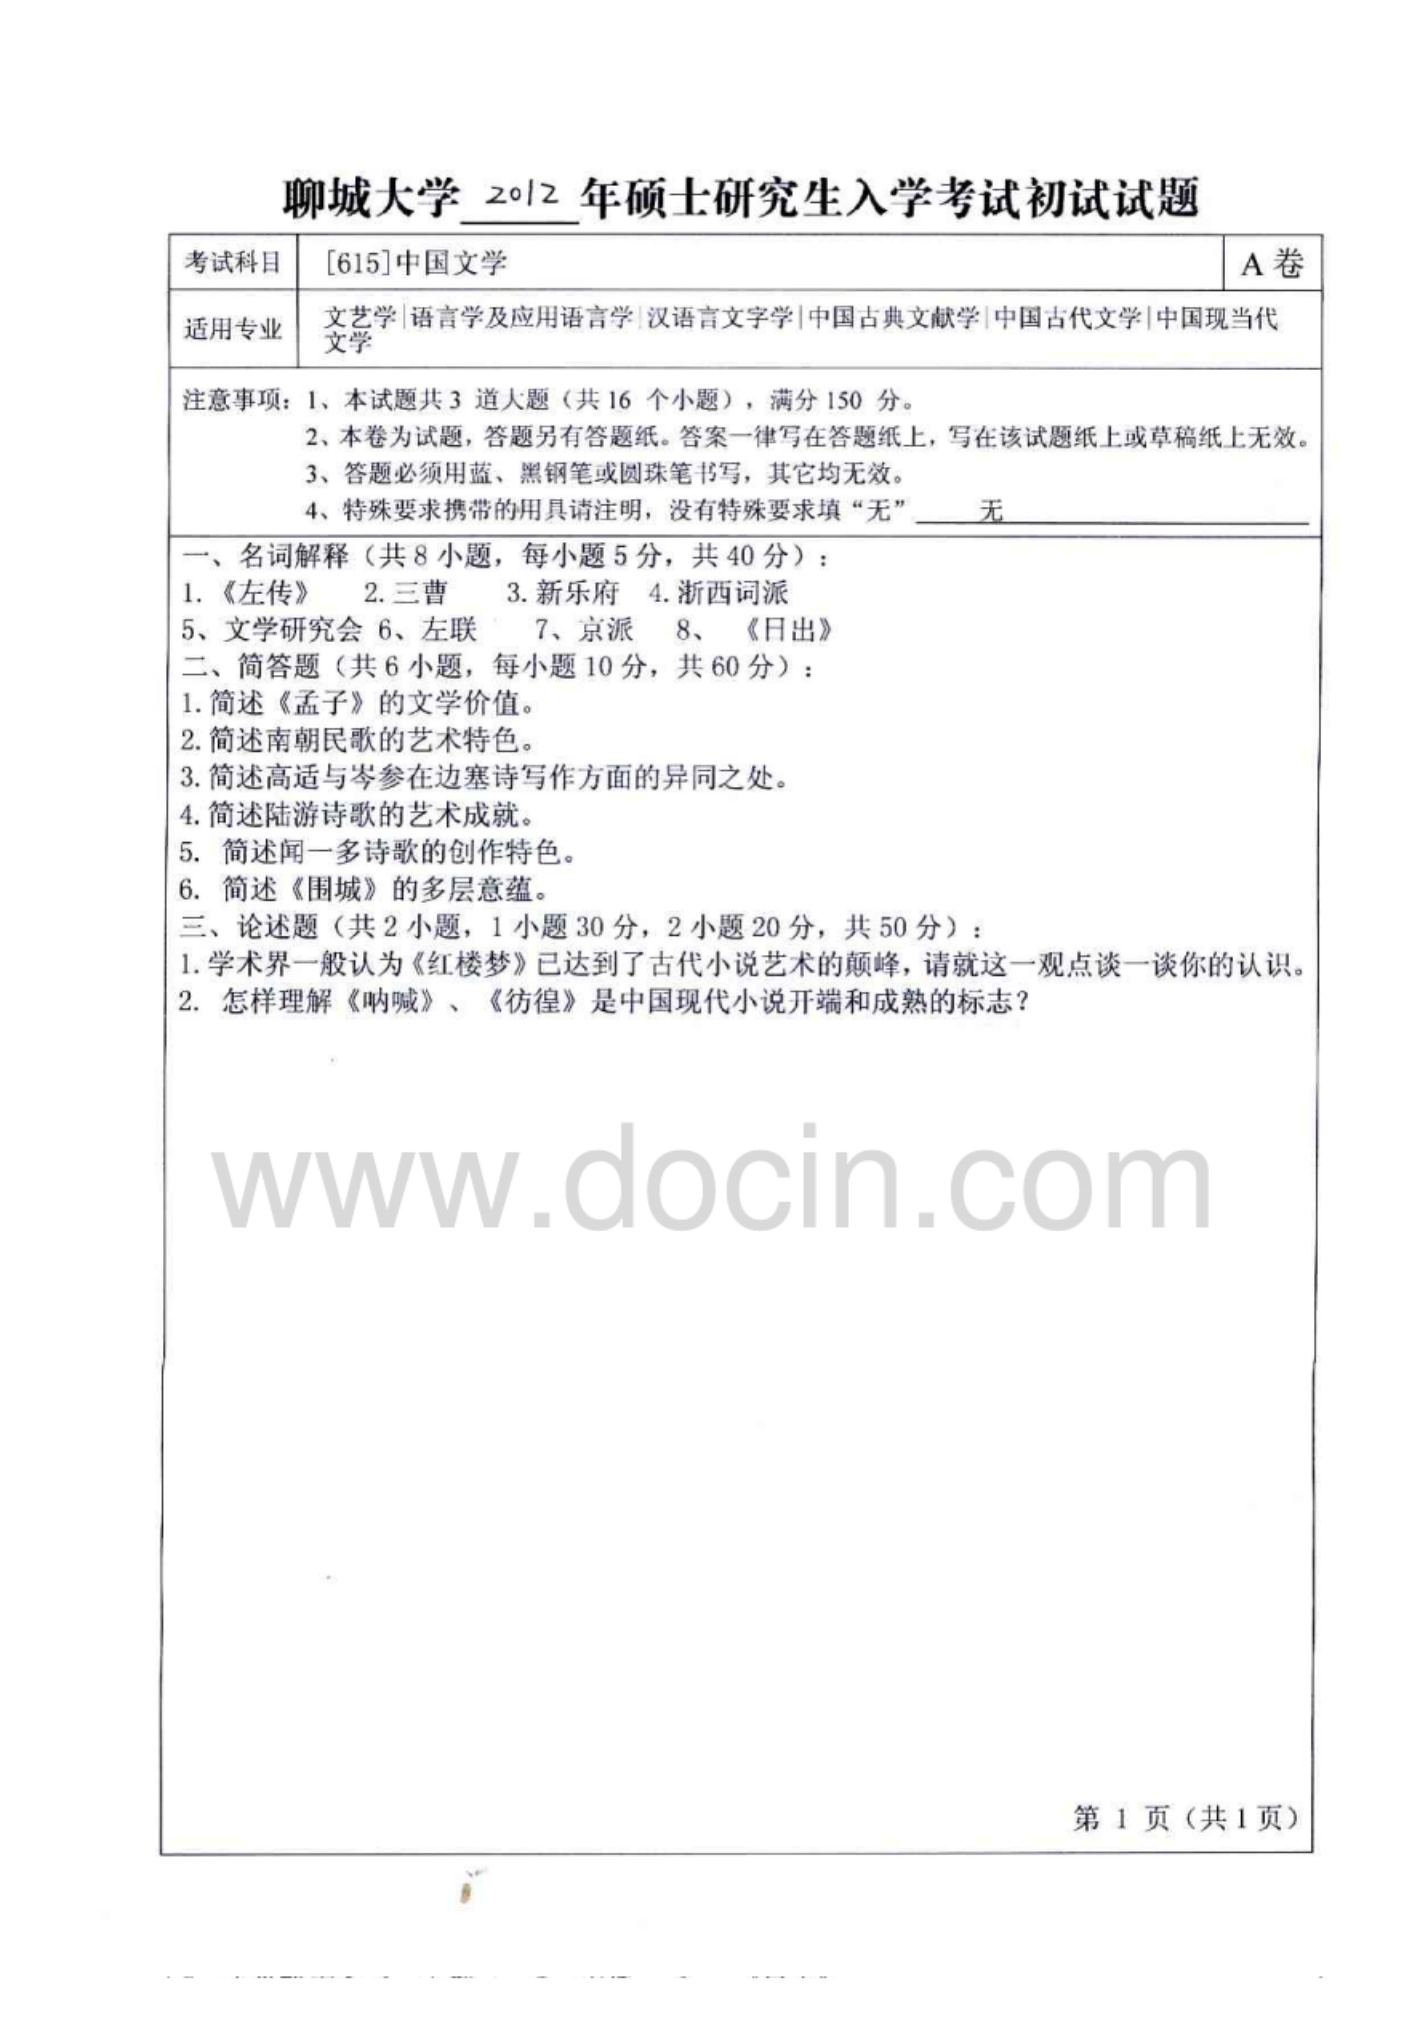 聊城大学 2012 年硕士研究生入学考试初试试题
考试科目 [615]中国文学 A 卷
适用专业 文艺学|语言学及应用语言学|汉语言文字学|中国古典文献学|中国古代文学|中国现当代
文学
注意事项：1、本试题共 3 道大题（共 16 个小题），满分 150 分。
2、本卷为试题，答题另有答题纸。答案一律写在答题纸上，写在该试题纸上或草稿纸上无效。
3、答题必须用蓝、黑钢笔或圆珠笔书写，其它均无效。
4、特殊要求携带的用具请注明，没有特殊要求填“无” 无
一、名词解释（共 8 小题，每小题 5 分，共 40 分）:
1.《左传》 2.三曹 3.新乐府 4.浙西词派
5、文学研究会 6、左联 7、京派 8、《日出》
二、简答题（共 6 小题，每小题 10 分，共 60 分）:
1.简述《孟子》的文学价值。
2.简述南朝民歌的艺术特色。
3.简述高适与岑参在边塞诗写作方面的异同之处。
4.简述陆游诗歌的艺术成就。
5. 简述闻一多诗歌的创作特色。
6. 简述《围城》的多层意蕴。
三、论述题（共 2 小题，1 小题 30 分，2 小题 20 分，共 50 分）:
1.学术界一般认为《红楼梦》已达到了古代小说艺术的颠峰，请就这一观点谈一谈你的认识。
2. 怎样理解《呐喊》、《彷徨》是中国现代小说开端和成熟的标志?
www.docin.com
第 1 页（共 1 页）